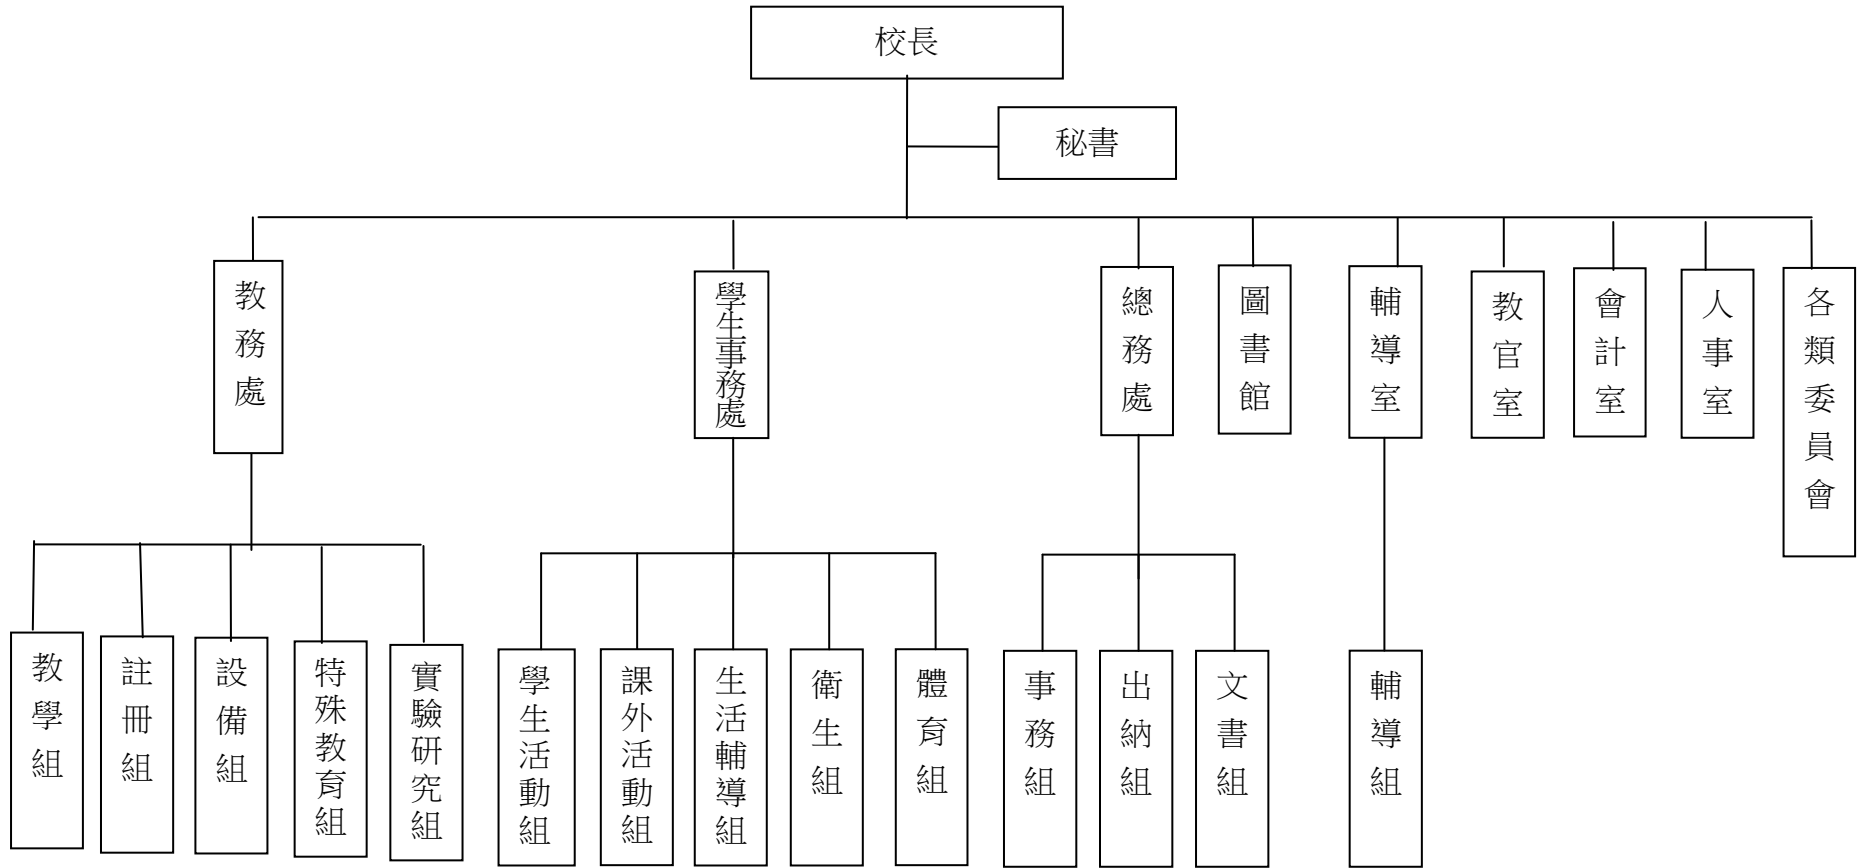 校長
秘書
教務處
學生事務處
總務處
圖書館
輔導室
教官室
會計室
人事室
各類委員會
教學組
註冊組
設備組
特殊教育組
實驗研究組
學生活動組
課外活動組
生活輔導組
衛生組
體育組
事務組
出納組
文書組
輔導組